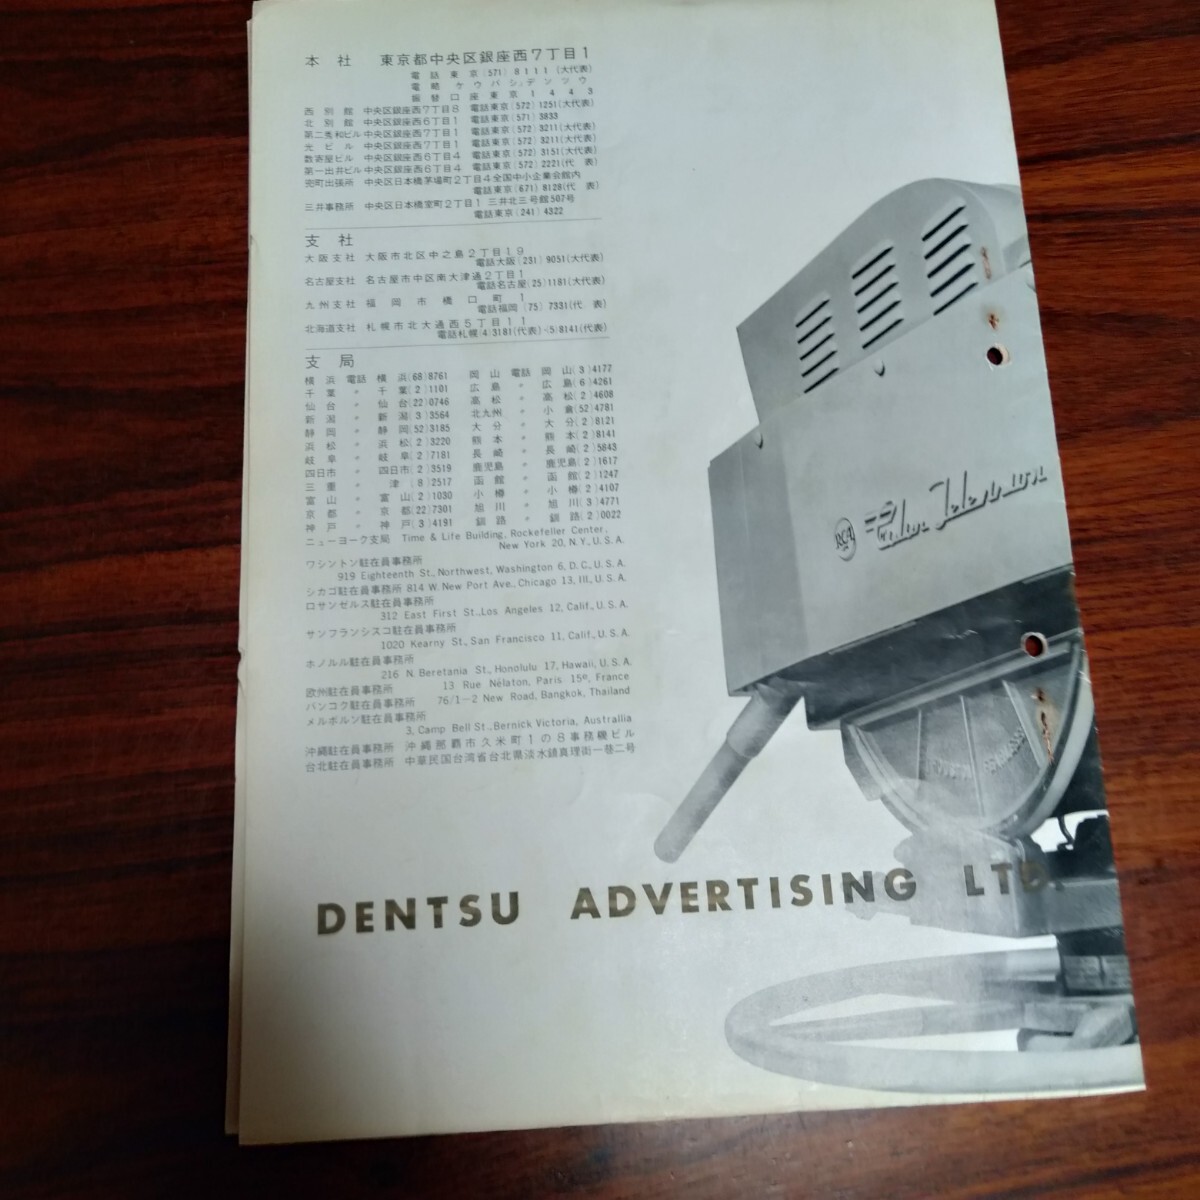 本社 東京都中央区銀座西7丁目1
電話東京(571)8111(大代表)
電略 ケウバシ、デンツウ
振替口座東京1443
西別館 中央区銀座西7丁目8 電話東京(572)1251(大代表)
北別館 中央区銀座西6丁目1 電話東京(571)3833
第二秀和ビル 中央区銀座西7丁目1 電話東京(572)3211(大代表)
光ビル 中央区銀座西7丁目1 電話東京(572)3211(大代表)
数寄屋ビル 中央区銀座西6丁目4 電話東京(572)3151(大代表)
第一出井ビル 中央区銀座西6丁目4 電話東京(572)2221(代表)
兜町出張所 中央区日本橋茅場町2丁目4全国中小企業会館内
電話東京(671)8128(代表)
三井事務所 中央区日本橋室町2丁目1 三井北三号館507号
電話東京(241)4322
支社
大阪支社 大阪市北区中之島2丁目19
電話大阪(231)9051(大代表)
名古屋支社 名古屋市中区南大津通2丁目1
電話名古屋(25)1181(大代表)
九州支社 福岡市橋口町1
電話福岡(75)7331(代表)
北海道支社 札幌市北大通西5丁目11
電話札幌(4)3181(代表)-(5)8141(代表)
支局
横浜 電話 横浜(68)8761 岡山 電話 岡山(3)4177
千葉 〃 千葉(2)1101 広島 〃 広島(6)4261
仙台 〃 仙台(22)0746 高松 〃 高松(2)4608
新潟 〃 新潟(3)3564 北九州 〃 小倉(52)4781
静岡 〃 静岡(52)3185 大分 〃 大分(2)8121
浜松 〃 浜松(2)3220 熊本 〃 熊本(2)8141
岐阜 〃 岐阜(2)7181 長崎 〃 長崎(2)5843
四日市 〃 四日市(2)3519 鹿児島 〃 鹿児島(2)1617
三重 〃 津(8)2517 函館 〃 函館(2)1247
富山 〃 富山(2)1030 小樽 〃 小樽(2)4107
京都 〃 京都(22)7301 旭川 〃 旭川(3)4771
神戸 〃 神戸(3)4191 釧路 〃 釧路(2)0022
ニューヨーク支局 Time & Life Building, Rockefeller Center,
New York 20, N.Y., U.S.A.
ワシントン駐在員事務所
919 Eighteenth St., Northwest, Washington 6, D.C., U.S.A.
シカゴ駐在員事務所 814 W. New Port Ave., Chicago 13, Ill., U.S.A.
ロサンゼルス駐在員事務所
312 East First St., Los Angeles 12, Calif., U.S.A.
サンフランシスコ駐在員事務所
1020 Kearny St., San Francisco 11, Calif., U.S.A.
ホノルル駐在員事務所
216 N. Beretania St., Honolulu 17, Hawaii, U.S.A.
欧州駐在員事務所 13 Rue Nélaton, Paris 15e, France
バンコク駐在員事務所 76/1-2 New Road, Bangkok, Thailand
メルボルン駐在員事務所
3, Camp Bell St. Bernick Victoria, Australlia
沖縄駐在員事務所 沖縄那覇市久米町1の8事務機ビル
台北駐在員事務所 中華民国台湾省台北県淡水鎮真理街一巷二号
RCA
Color Television
DENTSU ADVERTISING LTD.